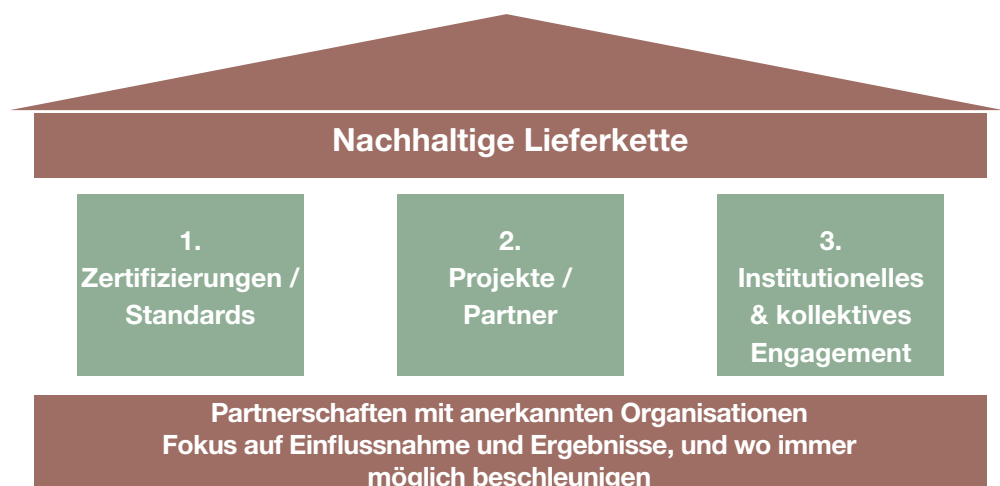 Nachhaltige Lieferkette
1.
Zertifizierungen /
Standards
2.
Projekte /
Partner
3.
Institutionelles
& kollektives
Engagement
Partnerschaften mit anerkannten Organisationen
Fokus auf Einflussnahme und Ergebnisse, und wo immer
möglich beschleunigen